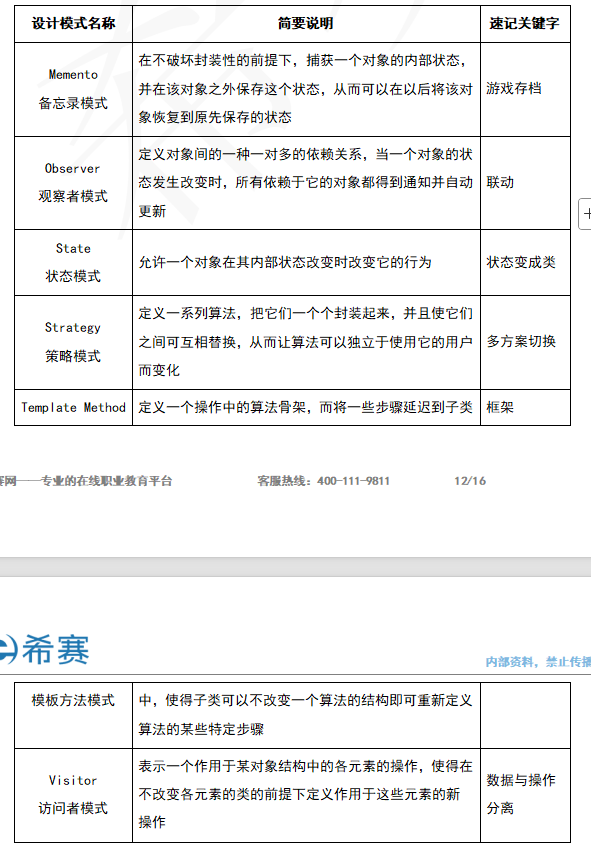 设计模式名称 简要说明 速记关键字
Memento
备忘录模式
在不破坏封装性的前提下，捕获一个对象的内部状态，
并在该对象之外保存这个状态，从而可以在以后将该对
象恢复到原先保存的状态
游戏存档
Observer
观察者模式
定义对象间的一种一对多的依赖关系，当一个对象的状
态发生改变时，所有依赖于它的对象都得到通知并自动
更新
联动
State
状态模式
允许一个对象在其内部状态改变时改变它的行为
状态变成类
Strategy
策略模式
定义一系列算法，把它们一个个封装起来，并且使它们
之间可互相替换，从而让算法可以独立于使用它的用户
而变化
多方案切换
Template Method 定义一个操作中的算法骨架，而将一些步骤延迟到子类 框架
赛网——专业的在线职业教育平台 客服热线：400-111-9811 12/16
希赛
内部资料，禁止传播
模板方法模式
中，使得子类可以不改变一个算法的结构即可重新定义
算法的某些特定步骤
Visitor
访问者模式
表示一个作用于某对象结构中的各元素的操作，使得在
不改变各元素的类的前提下定义作用于这些元素的新
操作
数据与操作
分离